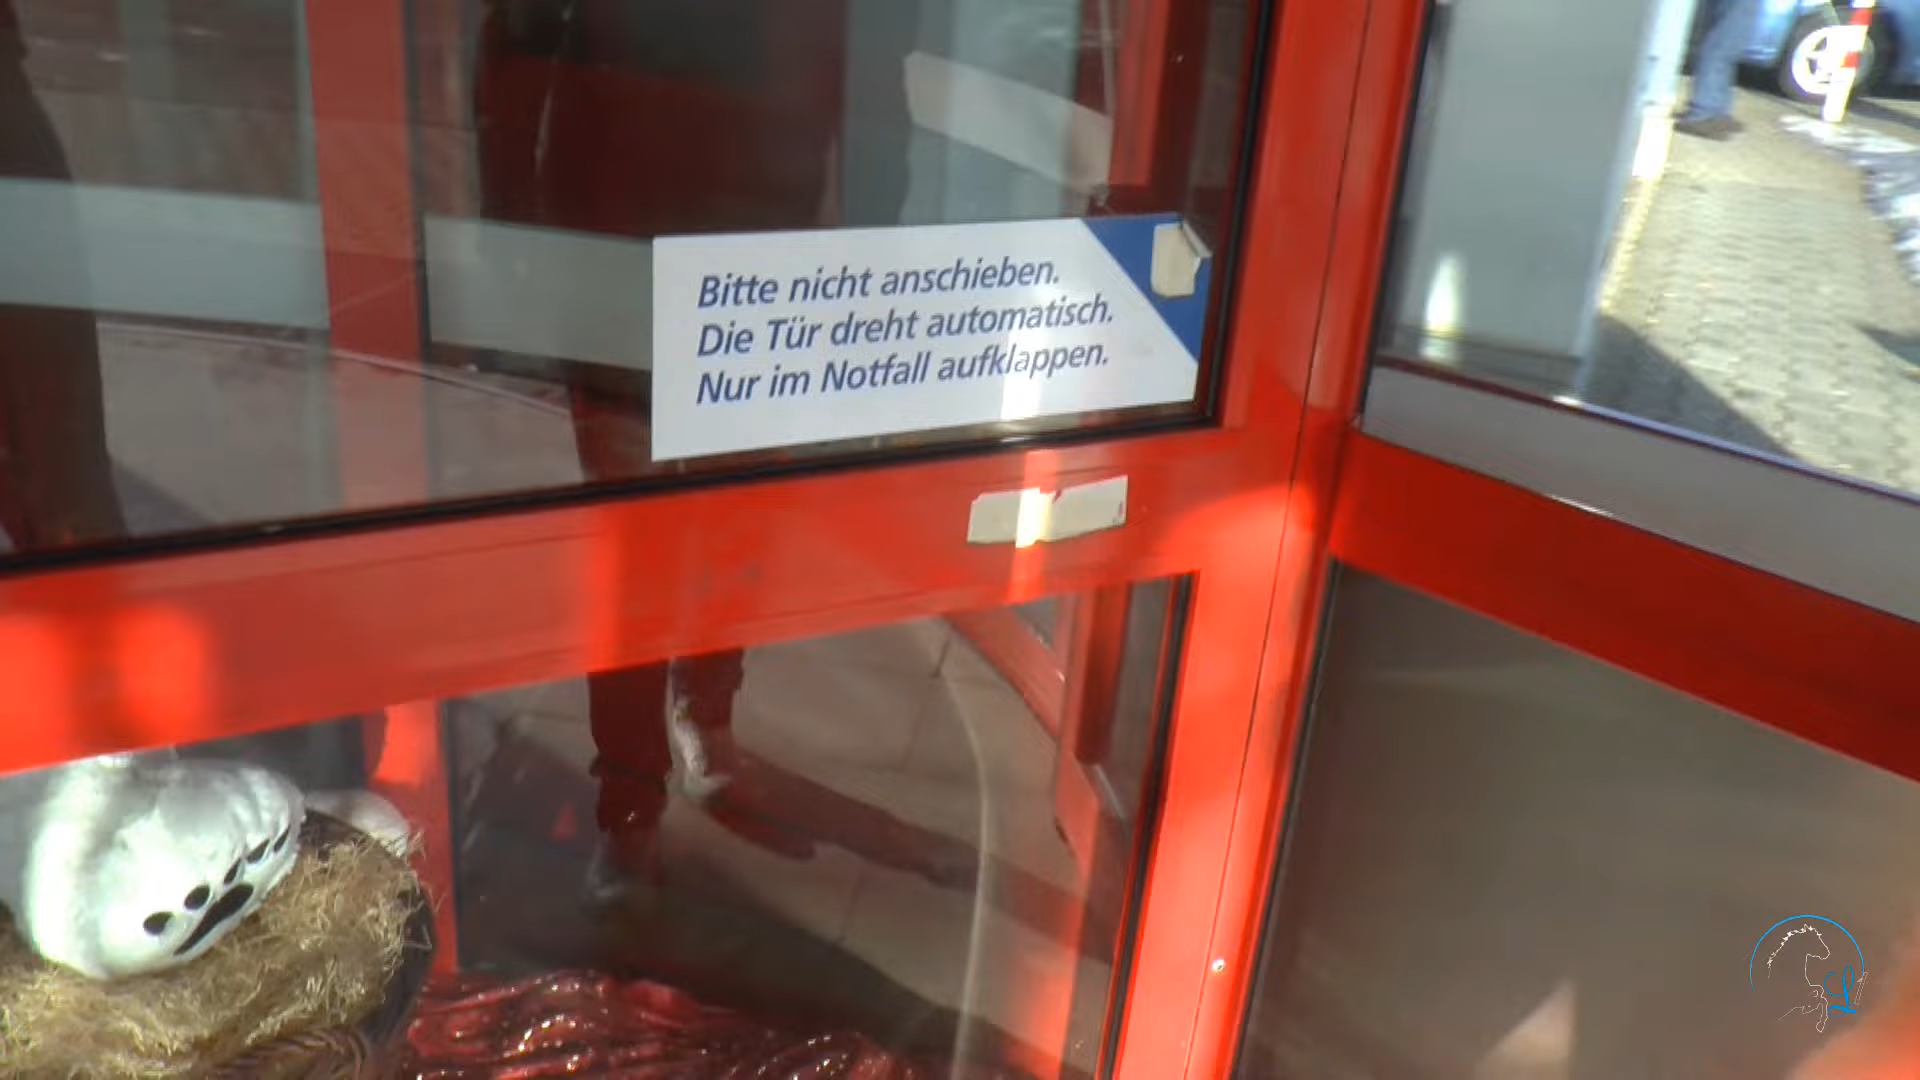 Bitte nicht anschieben.
Die Tür dreht automatisch.
Nur im Notfall aufklappen.